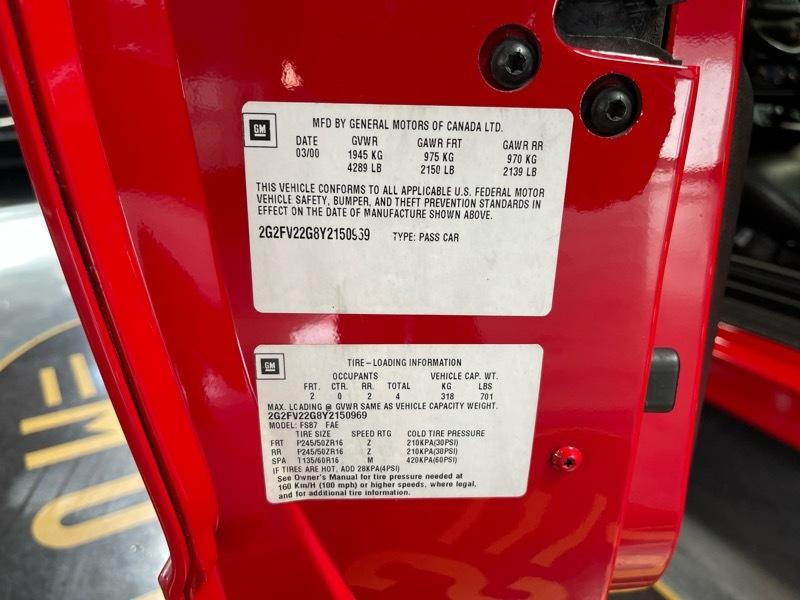 GM
MFD BY GENERAL MOTORS OF CANADA LTD.
DATE GVWR GAWR FRT GAWR RR
03/00 1945 KG 975 KG 970 KG
4289 LB 2150 LB 2139 LB
THIS VEHICLE CONFORMS TO ALL APPLICABLE U.S. FEDERAL MOTOR
VEHICLE SAFETY, BUMPER, AND THEFT PREVENTION STANDARDS IN
EFFECT ON THE DATE OF MANUFACTURE SHOWN ABOVE.
2G2FV22G8Y2150969 TYPE: PASS CAR
GM
TIRE-LOADING INFORMATION
OCCUPANTS VEHICLE CAP. WT.
FRT. CTR. RR. TOTAL KG LBS
2 0 2 4 318 701
MAX. LOADING @ GVWR SAME AS VEHICLE CAPACITY WEIGHT.
2G2FV22G8Y2150969
MODEL: FS87 FAE
TIRE SIZE SPEED RTG COLD TIRE PRESSURE
FRT P245/50ZR16 Z 210KPA(30PSI)
RR P245/50ZR16 Z 210KPA(30PSI)
SPA T135/60R16 M 420KPA(60PSI)
IF TIRES ARE HOT, ADD 28KPA(4PSI)
See Owner's Manual for tire pressure needed at
160 Km/H (100 mph) or higher speeds, where legal,
and for additional tire information.